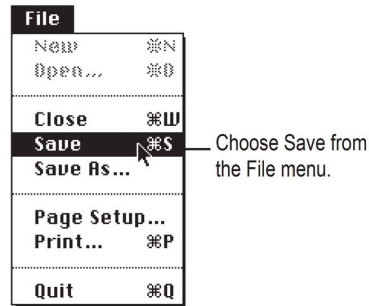 File
New ⌘N
Open... ⌘O
Close ⌘W
Save ⌘S
Save As...
Page Setup...
Print... ⌘P
Quit ⌘Q
Choose Save from
the File menu.